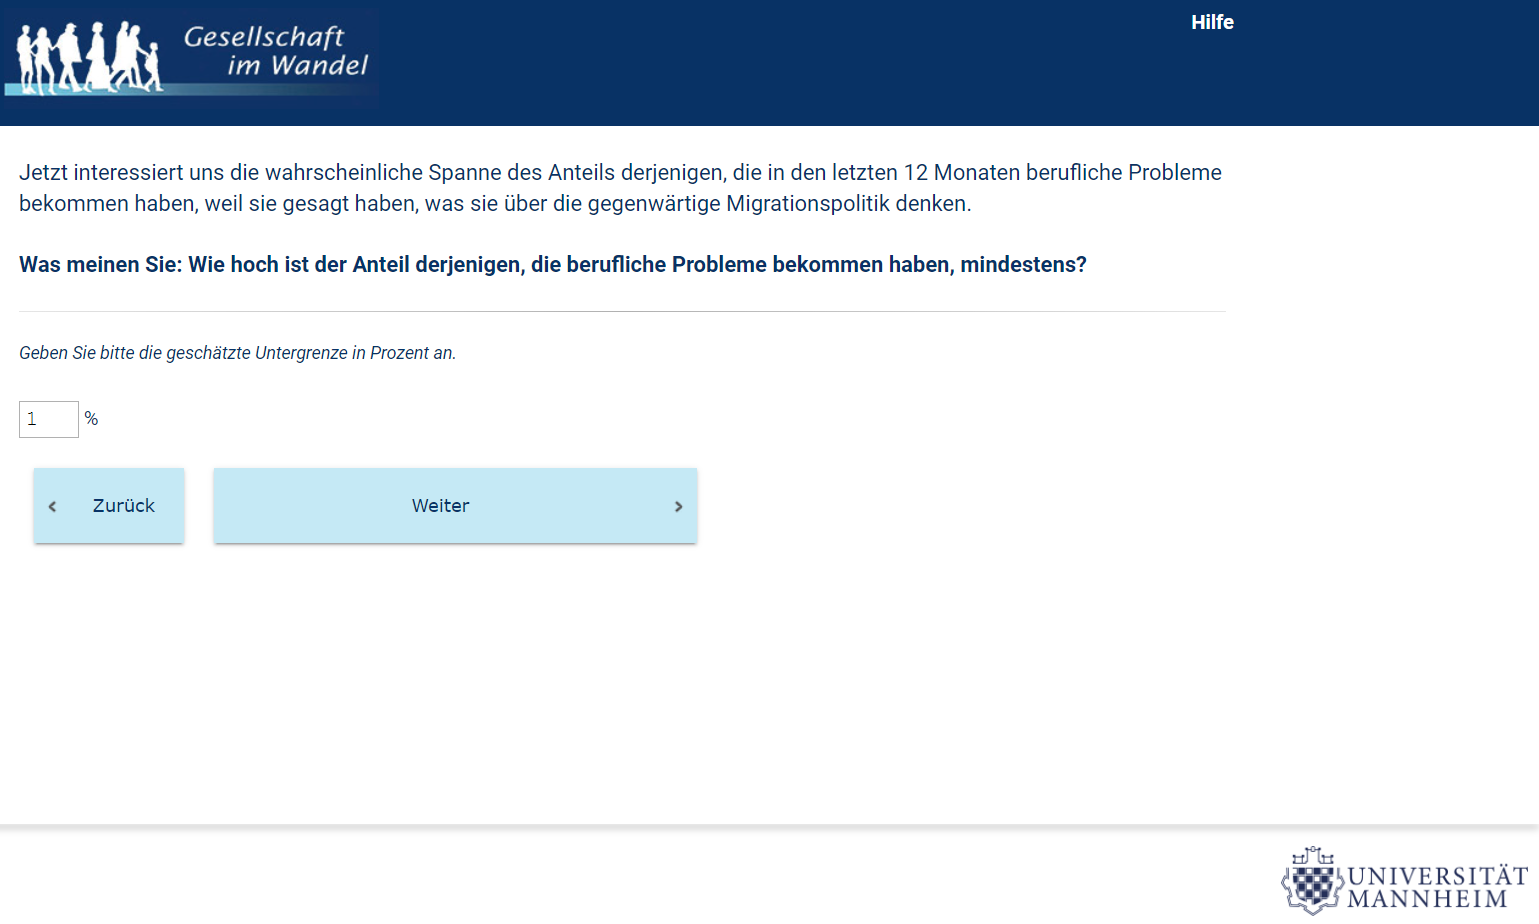 Gesellschaft
im Wandel
Hilfe
Jetzt interessiert uns die wahrscheinliche Spanne des Anteils derjenigen, die in den letzten 12 Monaten berufliche Probleme
bekommen haben, weil sie gesagt haben, was sie über die gegenwärtige Migrationspolitik denken.
Was meinen Sie: Wie hoch ist der Anteil derjenigen, die berufliche Probleme bekommen haben, mindestens?
Geben Sie bitte die geschätzte Untergrenze in Prozent an.
1 %
Zurück
Weiter
UNIVERSITÄT
MANNHEIM